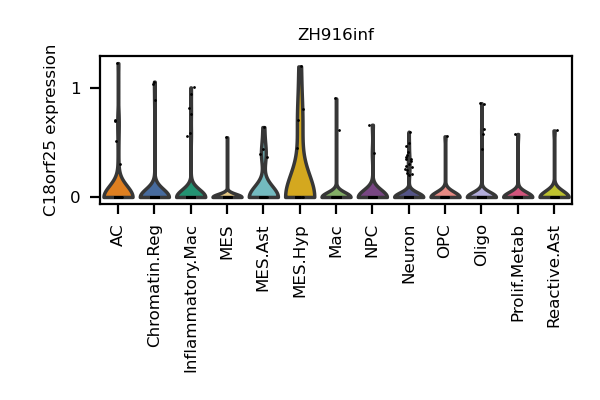 ZH916inf
C18orf25 expression
1
0
AC
Chromatin.Reg
Inflammatory.Mac
MES
MES.Ast
MES.Hyp
Mac
NPC
Neuron
OPC
Oligo
Prolif.Metab
Reactive.Ast